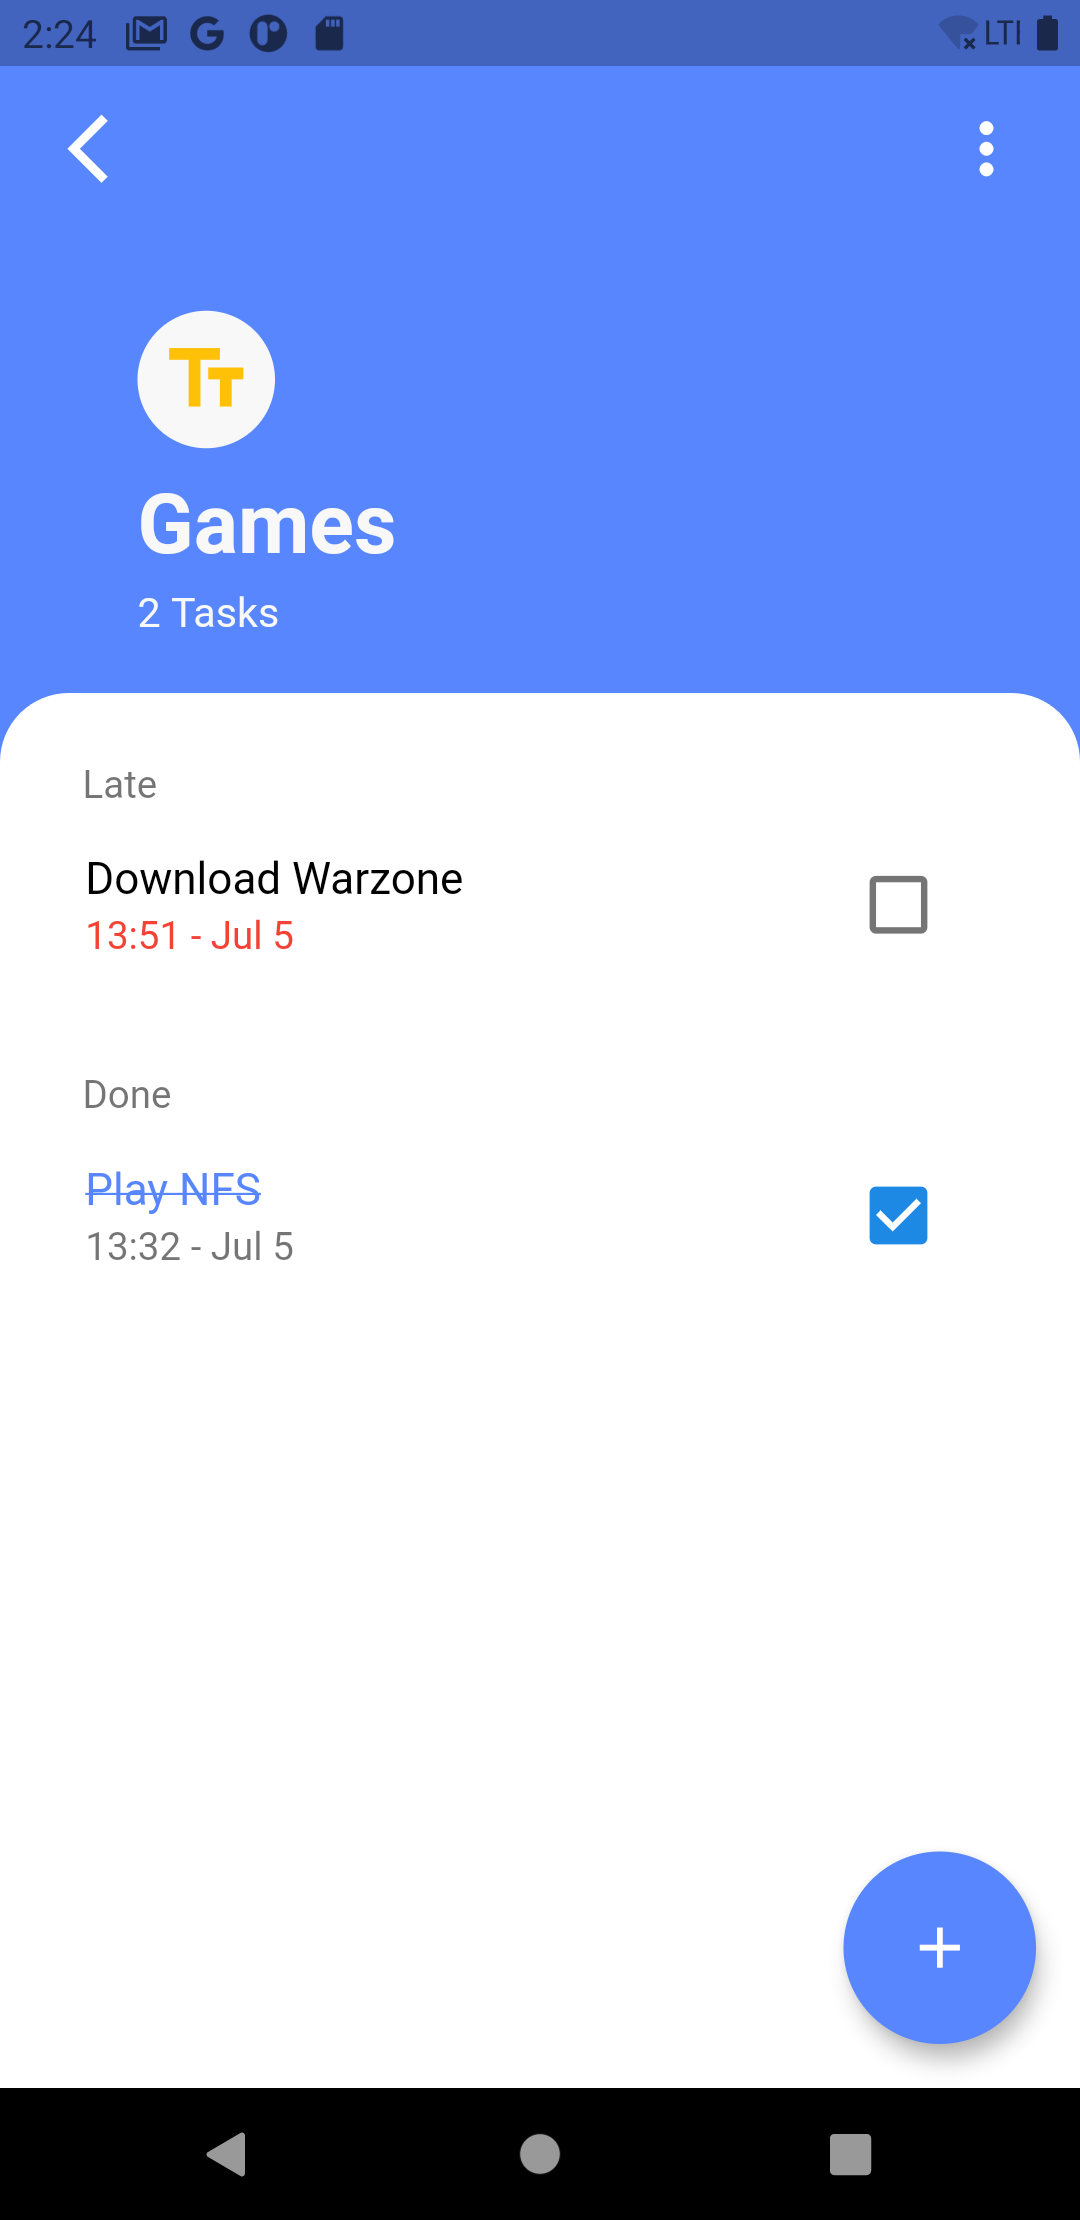 2:24
LTI
Tт
Games
2 Tasks
Late
Download Warzone
13:51 - Jul 5
Done
Play NFS
13:32 - Jul 5